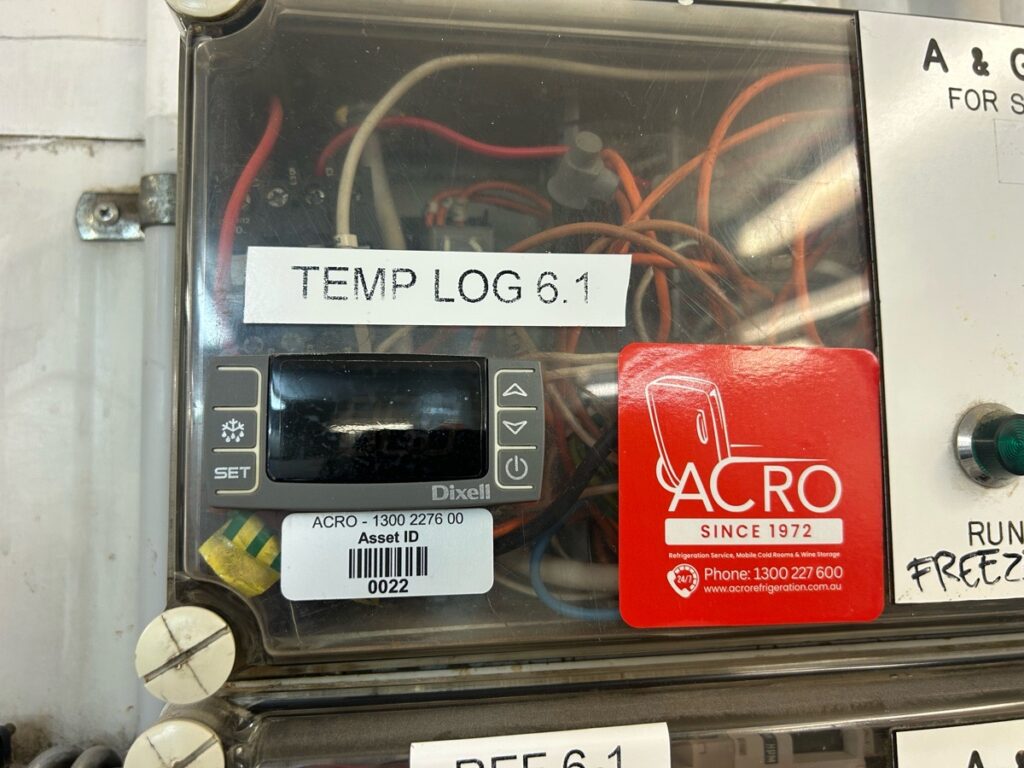 A & G
FOR S
TEMP LOG 6.1
SET
Dixell
ACRO - 1300 2276 00
Asset ID
0022
ACRO
SINCE 1972
Refrigeration Service, Mobile Cold Rooms & Wine Storage
24/7
Phone: 1300 227 600
www.acrorefrigeration.com.au
RUN
FREEZ
REF 6.1
A &